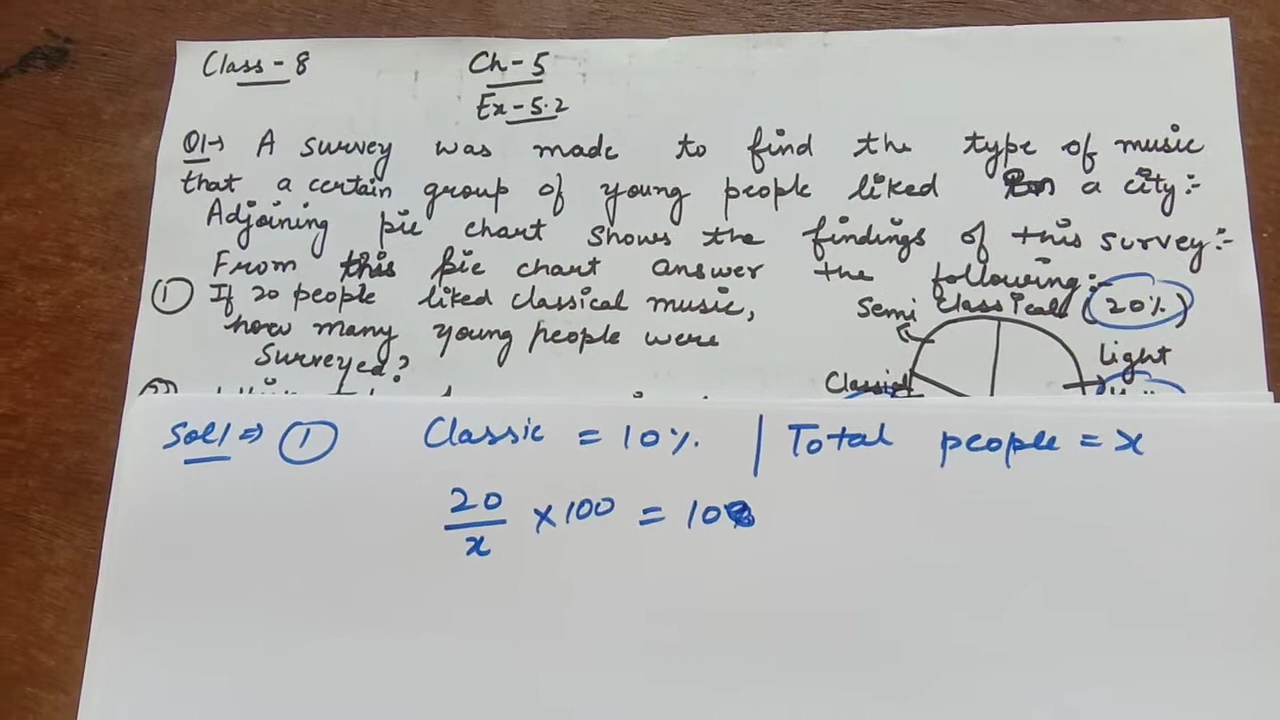 Class - 8
Ch - 5
Ex - 5.2
Q1→ A survey was made to find the type of music
that a certain group of young people liked in a city:-
Adjoining pie chart shows the findings of this survey:-
From this pie chart answer the following:-
① If 20 people liked classical music,
how many young people were
surveyed?
Semi Classical (20%)
Light
Classical
Sol1 ⇒ ① Classic = 10% | Total people = x
20/x × 100 = 10